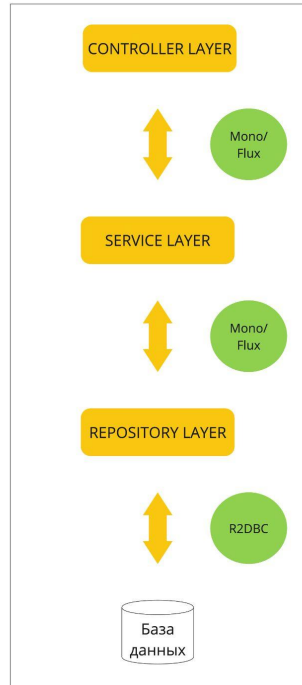 CONTROLLER LAYER
Mono/
Flux
SERVICE LAYER
Mono/
Flux
REPOSITORY LAYER
R2DBC
База
данных